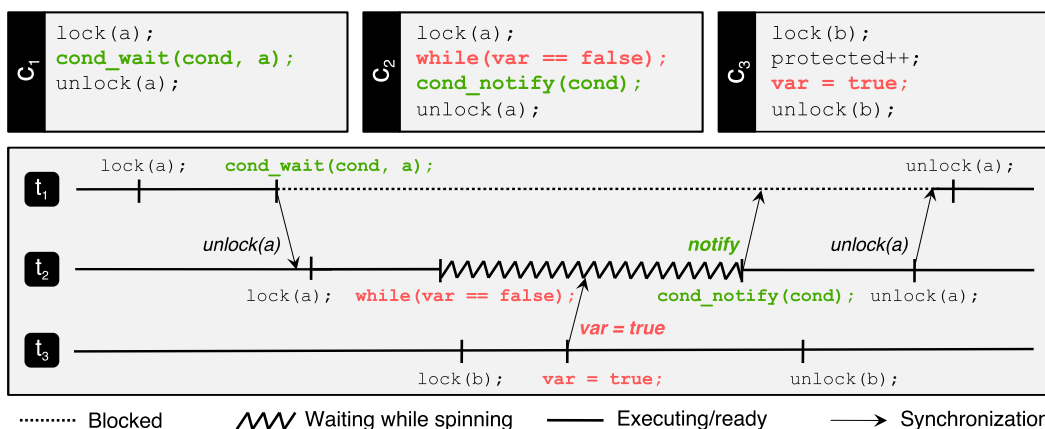 c1
lock(a);
cond_wait(cond, a);
unlock(a);
c2
lock(a);
while(var == false);
cond_notify(cond);
unlock(a);
c3
lock(b);
protected++;
var = true;
unlock(b);
lock(a); cond_wait(cond, a); unlock(a);
t1
unlock(a) notify unlock(a)
t2
lock(a); while(var == false); cond_notify(cond); unlock(a);
var = true
t3
lock(b); var = true; unlock(b);
Blocked Waiting while spinning Executing/ready Synchronization